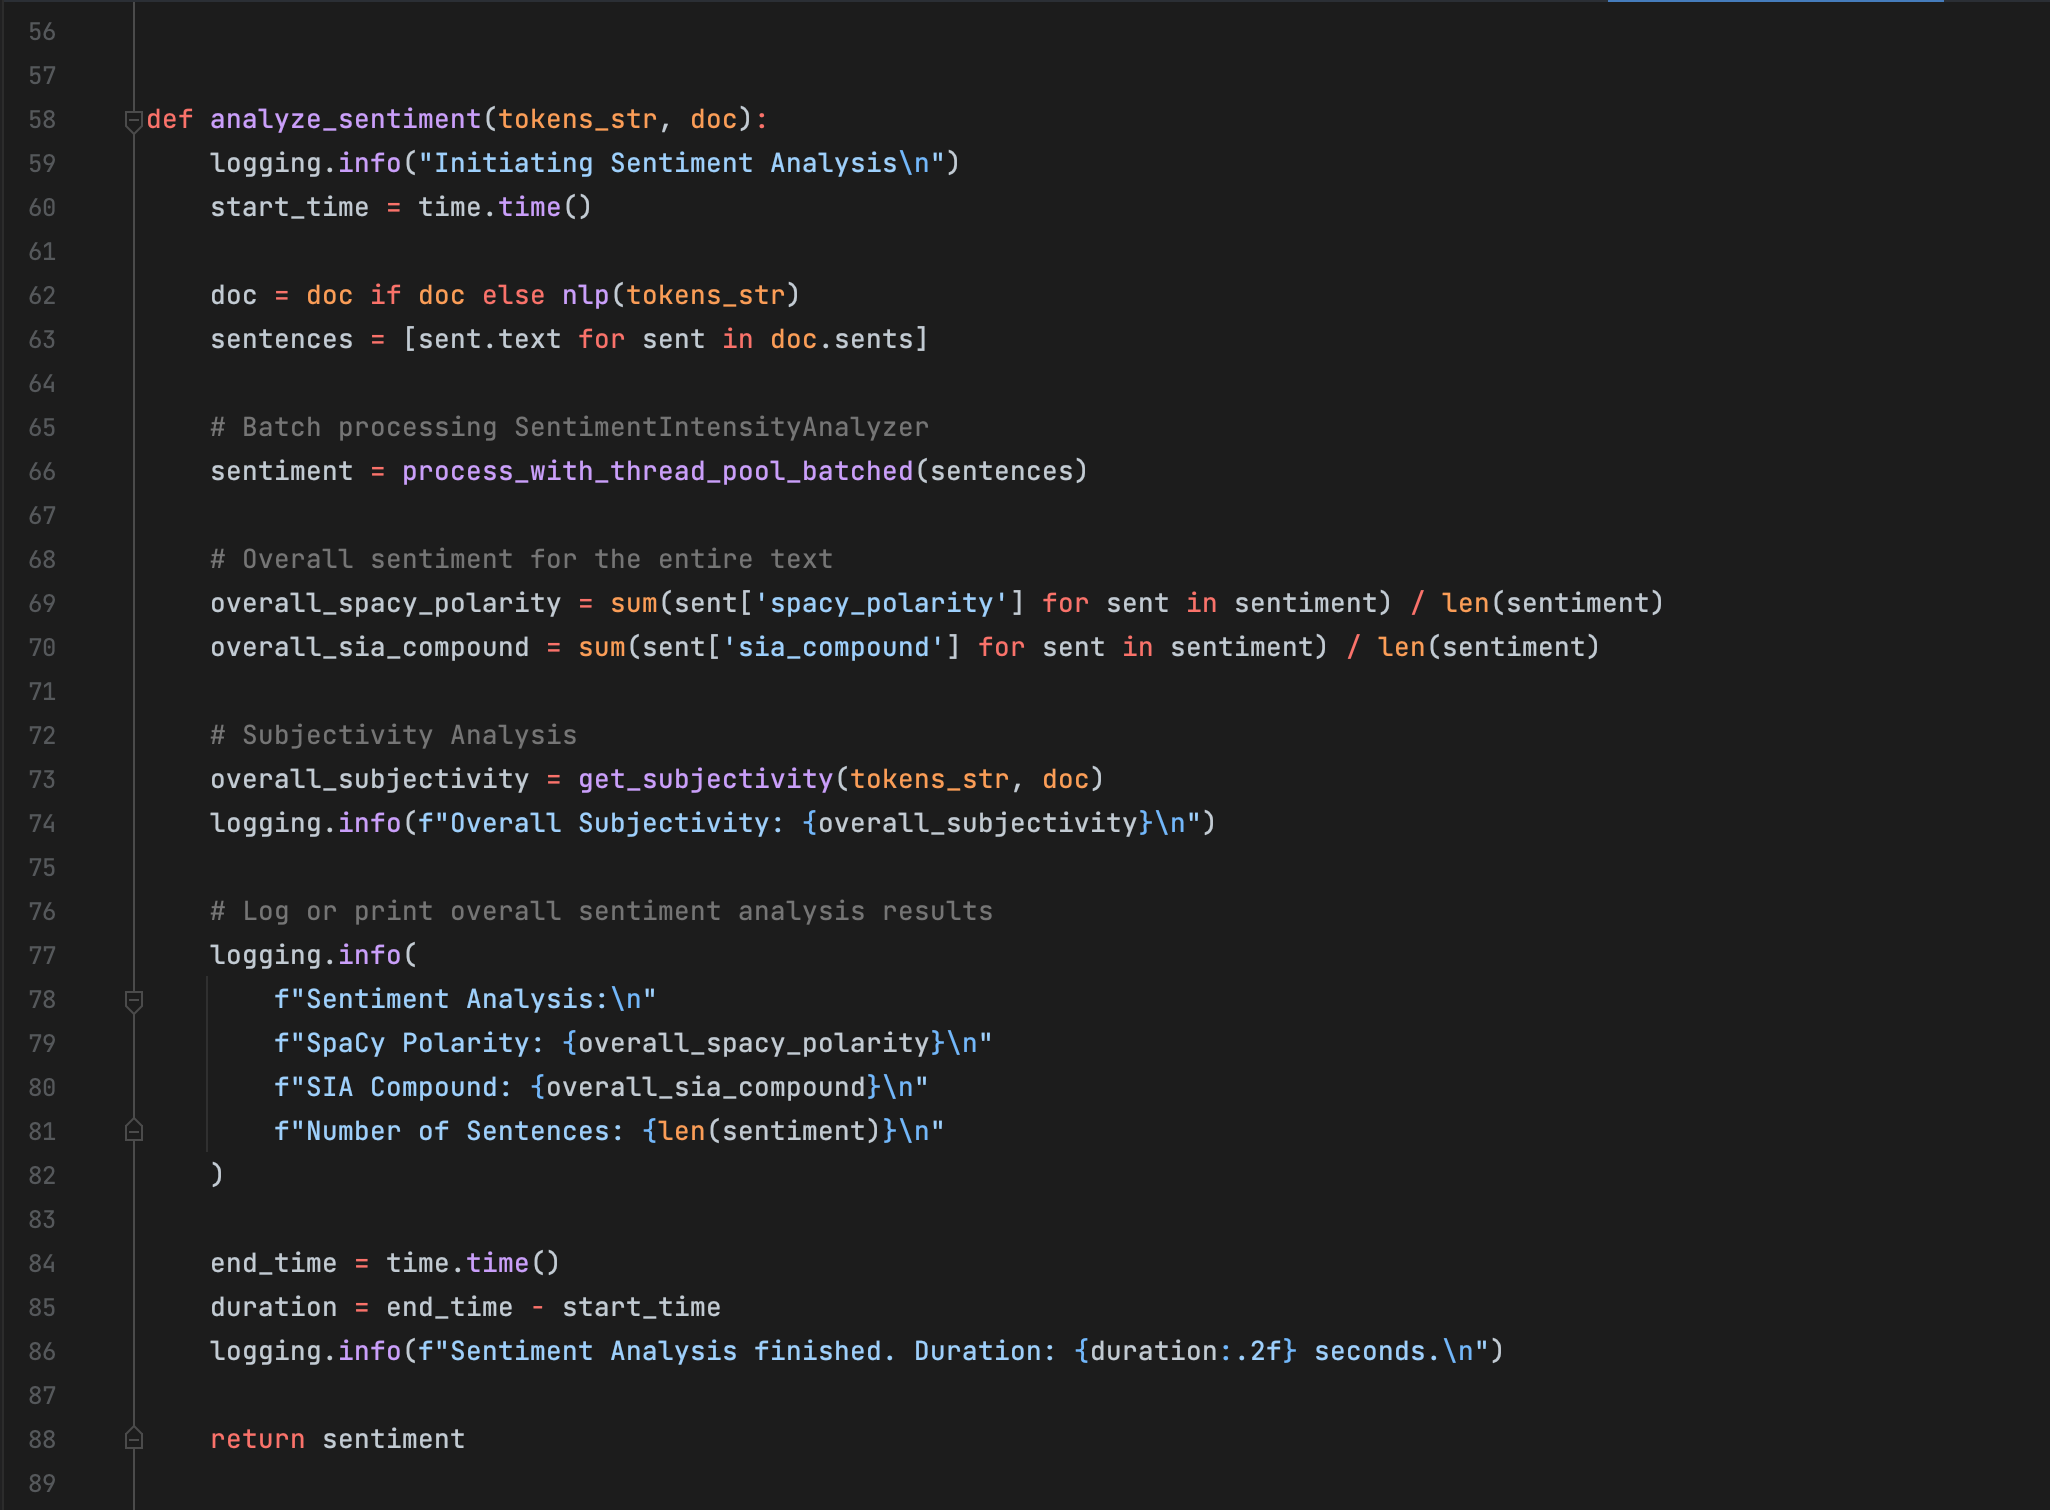 56
57
58 def analyze_sentiment(tokens_str, doc):
59     logging.info("Initiating Sentiment Analysis\n")
60     start_time = time.time()
61
62     doc = doc if doc else nlp(tokens_str)
63     sentences = [sent.text for sent in doc.sents]
64
65     # Batch processing SentimentIntensityAnalyzer
66     sentiment = process_with_thread_pool_batched(sentences)
67
68     # Overall sentiment for the entire text
69     overall_spacy_polarity = sum(sent['spacy_polarity'] for sent in sentiment) / len(sentiment)
70     overall_sia_compound = sum(sent['sia_compound'] for sent in sentiment) / len(sentiment)
71
72     # Subjectivity Analysis
73     overall_subjectivity = get_subjectivity(tokens_str, doc)
74     logging.info(f"Overall Subjectivity: {overall_subjectivity}\n")
75
76     # Log or print overall sentiment analysis results
77     logging.info(
78         f"Sentiment Analysis:\n"
79         f"SpaCy Polarity: {overall_spacy_polarity}\n"
80         f"SIA Compound: {overall_sia_compound}\n"
81         f"Number of Sentences: {len(sentiment)}\n"
82     )
83
84     end_time = time.time()
85     duration = end_time - start_time
86     logging.info(f"Sentiment Analysis finished. Duration: {duration:.2f} seconds.\n")
87
88     return sentiment
89